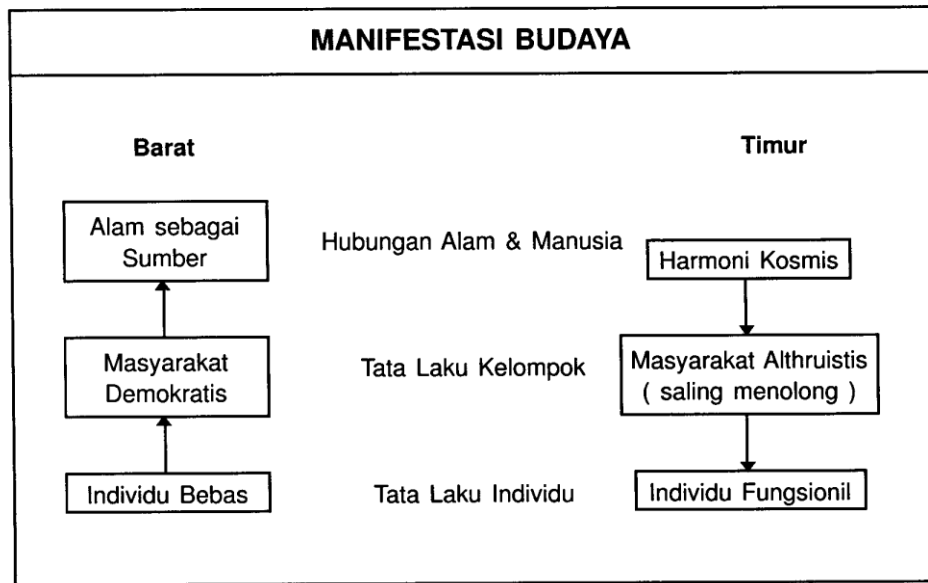 MANIFESTASI BUDAYA
Barat
Timur
Alam sebagai
Sumber
Hubungan Alam & Manusia
Harmoni Kosmis
Masyarakat
Demokratis
Tata Laku Kelompok
Masyarakat Althruistis
( saling menolong )
Individu Bebas
Tata Laku Individu
Individu Fungsionil